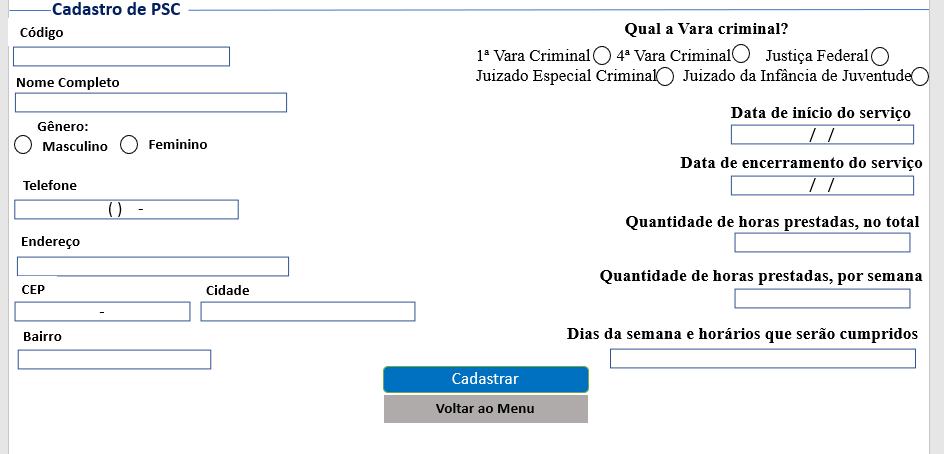 Cadastro de PSC
Código
Nome Completo
Gênero:
Masculino Feminino
Telefone
( ) -
Endereço
CEP Cidade
-
Bairro
Qual a Vara criminal?
1ª Vara Criminal 4ª Vara Criminal Justiça Federal
Juizado Especial Criminal Juizado da Infância de Juventude
Data de início do serviço
/ /
Data de encerramento do serviço
/ /
Quantidade de horas prestadas, no total
Quantidade de horas prestadas, por semana
Dias da semana e horários que serão cumpridos
Cadastrar
Voltar ao Menu